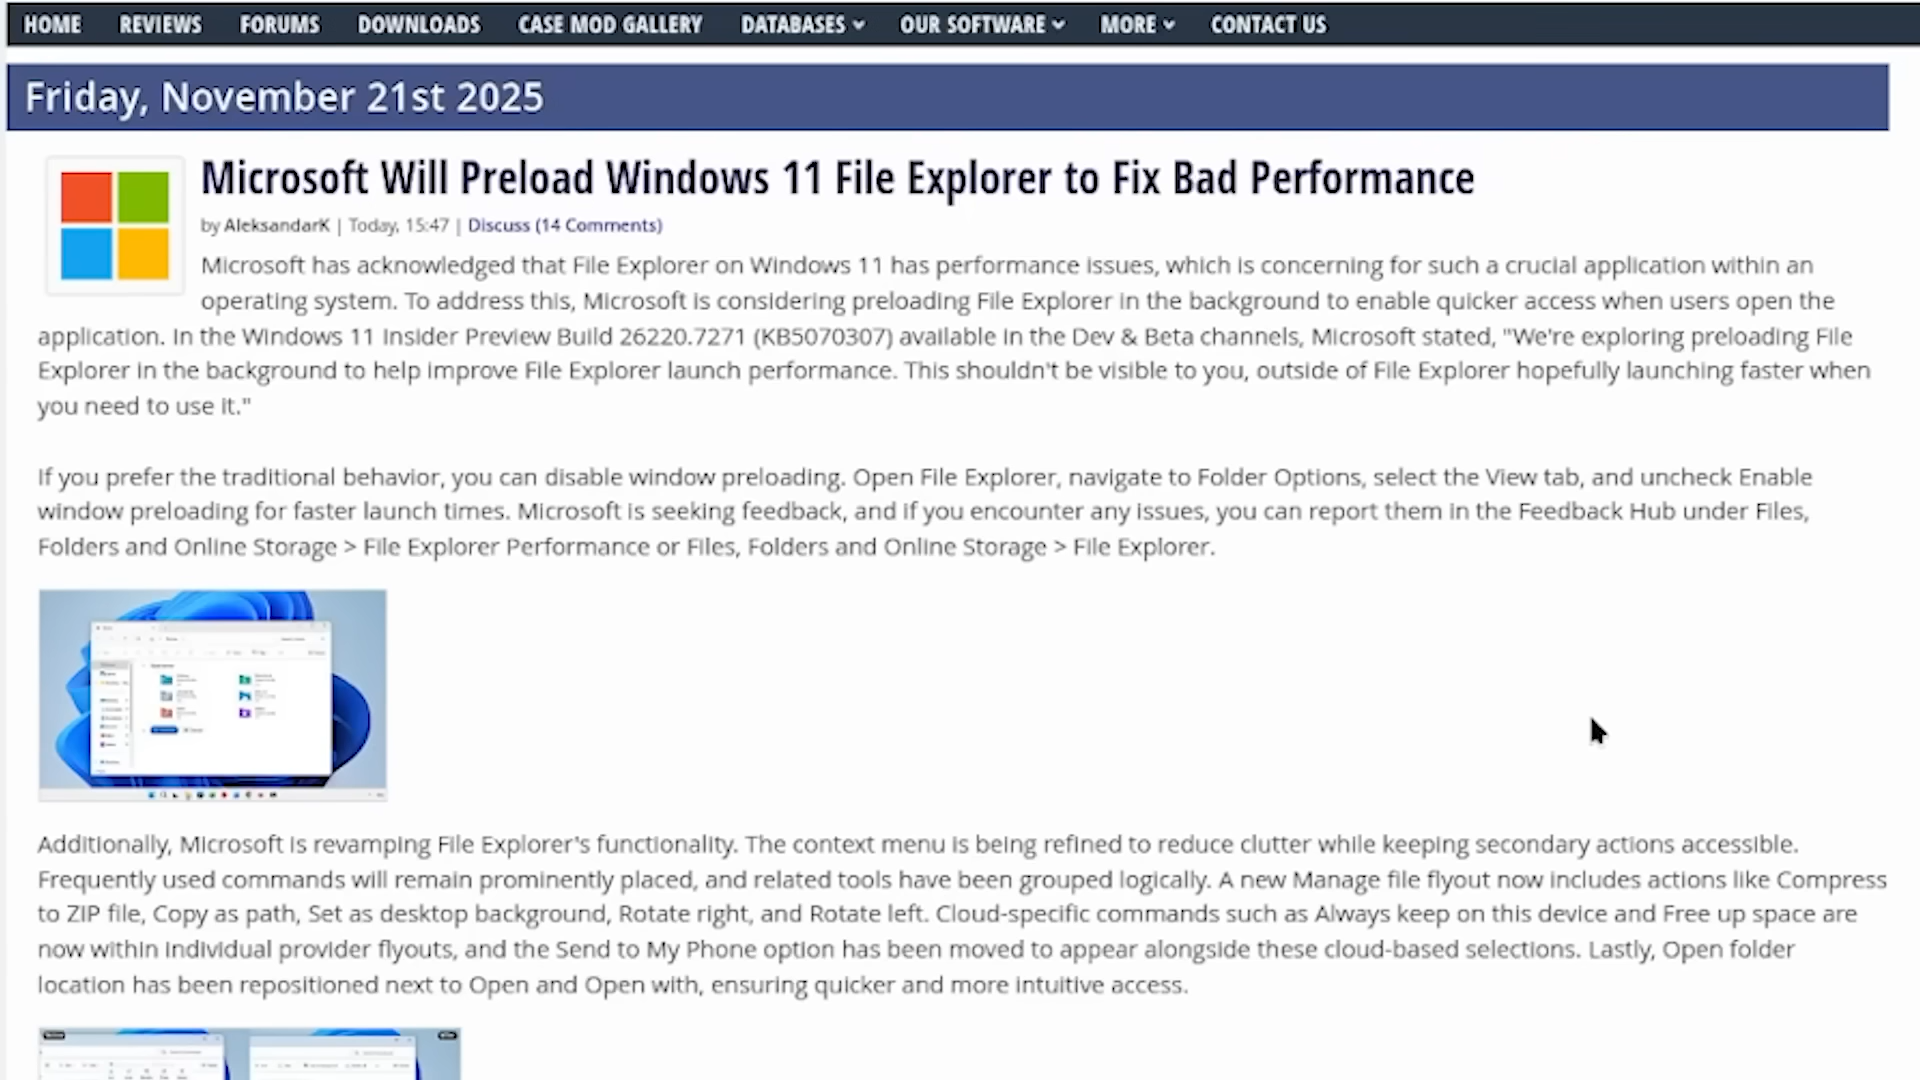 HOME REVIEWS FORUMS DOWNLOADS CASE MOD GALLERY DATABASES OUR SOFTWARE MORE CONTACT US
Friday, November 21st 2025
Microsoft Will Preload Windows 11 File Explorer to Fix Bad Performance
by AleksandarK | Today, 15:47 | Discuss (14 Comments)
Microsoft has acknowledged that File Explorer on Windows 11 has performance issues, which is concerning for such a crucial application within an
operating system. To address this, Microsoft is considering preloading File Explorer in the background to enable quicker access when users open the
application. In the Windows 11 Insider Preview Build 26220.7271 (KB5070307) available in the Dev & Beta channels, Microsoft stated, "We're exploring preloading File
Explorer in the background to help improve File Explorer launch performance. This shouldn't be visible to you, outside of File Explorer hopefully launching faster when
you need to use it."
If you prefer the traditional behavior, you can disable window preloading. Open File Explorer, navigate to Folder Options, select the View tab, and uncheck Enable
window preloading for faster launch times. Microsoft is seeking feedback, and if you encounter any issues, you can report them in the Feedback Hub under Files,
Folders and Online Storage > File Explorer Performance or Files, Folders and Online Storage > File Explorer.
Additionally, Microsoft is revamping File Explorer's functionality. The context menu is being refined to reduce clutter while keeping secondary actions accessible.
Frequently used commands will remain prominently placed, and related tools have been grouped logically. A new Manage file flyout now includes actions like Compress
to ZIP file, Copy as path, Set as desktop background, Rotate right, and Rotate left. Cloud-specific commands such as Always keep on this device and Free up space are
now within individual provider flyouts, and the Send to My Phone option has been moved to appear alongside these cloud-based selections. Lastly, Open folder
location has been repositioned next to Open and Open with, ensuring quicker and more intuitive access.